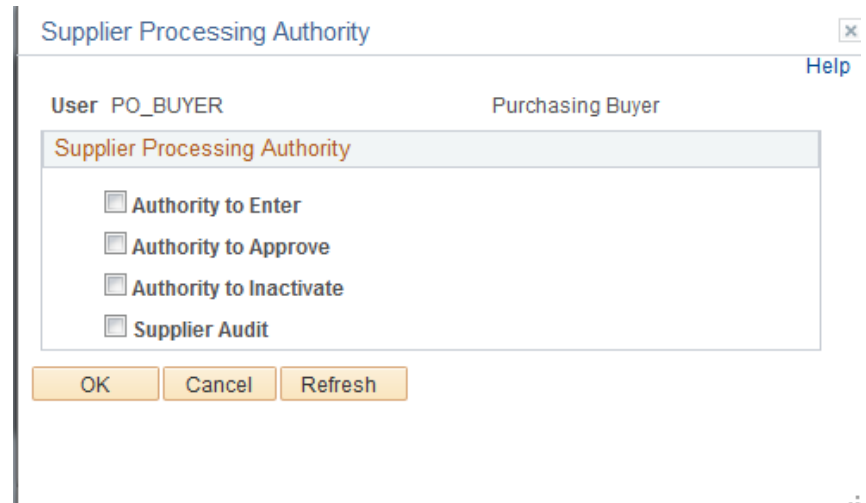 Supplier Processing Authority
Help
User PO_BUYER Purchasing Buyer
Supplier Processing Authority
Authority to Enter
Authority to Approve
Authority to Inactivate
Supplier Audit
OK Cancel Refresh